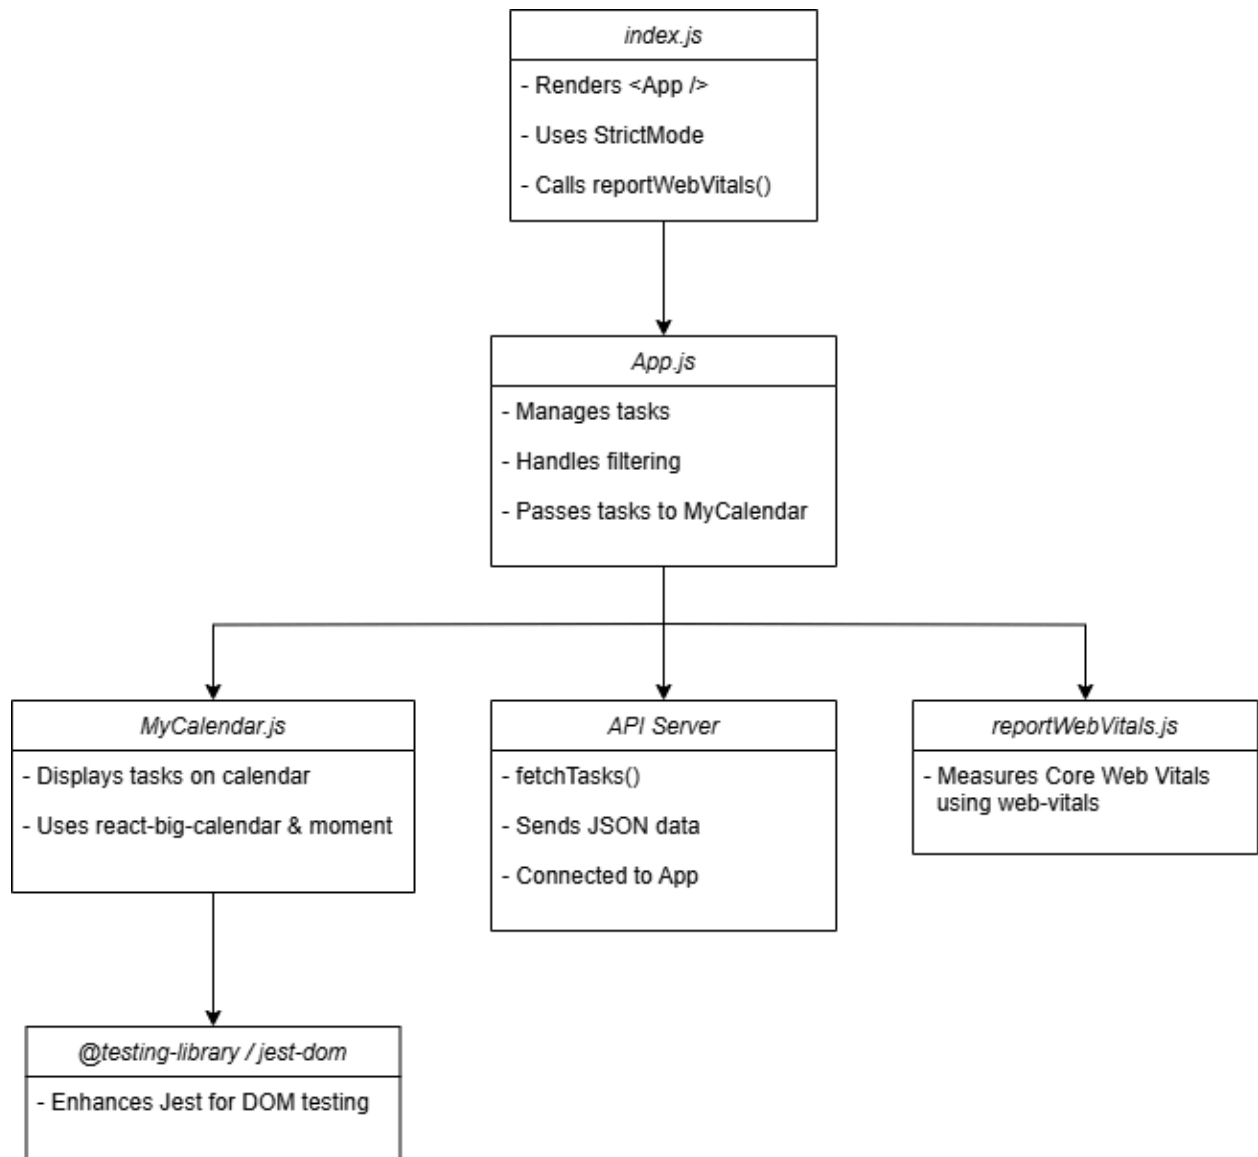 index.js
- Renders <App />
- Uses StrictMode
- Calls reportWebVitals()
App.js
- Manages tasks
- Handles filtering
- Passes tasks to MyCalendar
MyCalendar.js
- Displays tasks on calendar
- Uses react-big-calendar & moment
API Server
- fetchTasks()
- Sends JSON data
- Connected to App
reportWebVitals.js
- Measures Core Web Vitals
using web-vitals
@testing-library / jest-dom
- Enhances Jest for DOM testing